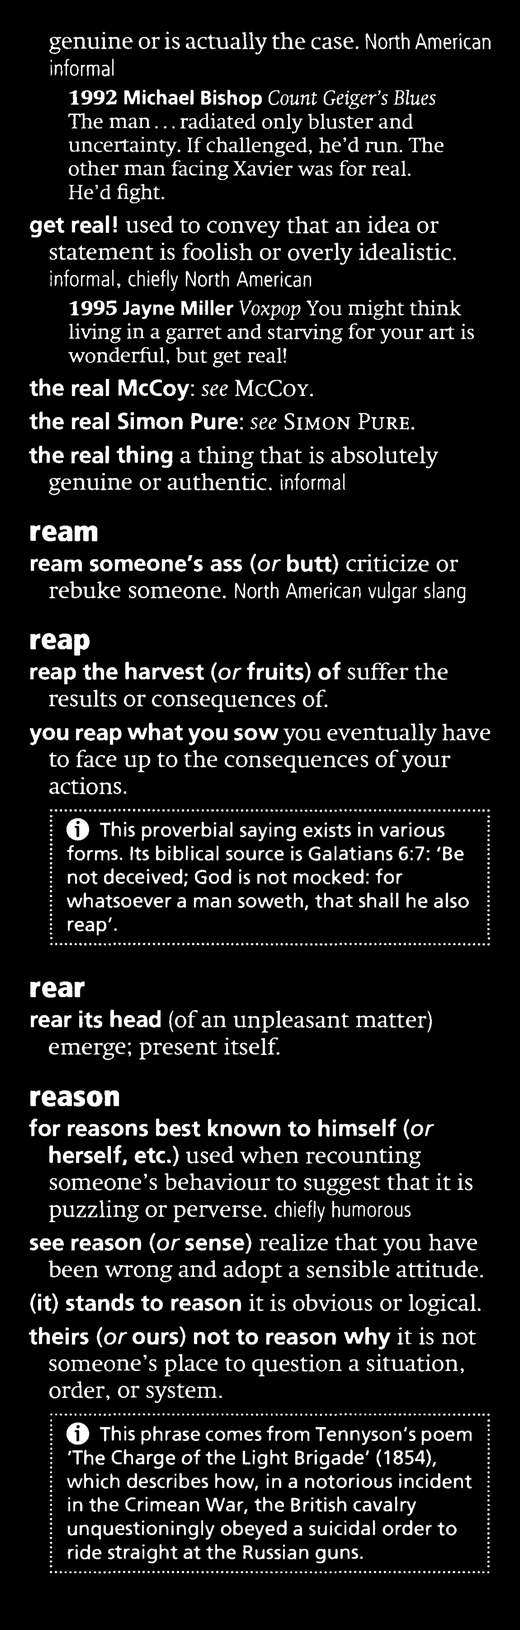 genuine or is actually the case. North American
informal
1992 Michael Bishop Count Geiger's Blues
The man... radiated only bluster and
uncertainty. If challenged, he'd run. The
other man facing Xavier was for real.
He'd fight.
get real! used to convey that an idea or
statement is foolish or overly idealistic.
informal, chiefly North American
1995 Jayne Miller Voxpop You might think
living in a garret and starving for your art is
wonderful, but get real!
the real McCoy: see McCoy.
the real Simon Pure: see Simon Pure.
the real thing a thing that is absolutely
genuine or authentic. informal
ream
ream someone's ass (or butt) criticize or
rebuke someone. North American vulgar slang
reap
reap the harvest (or fruits) of suffer the
results or consequences of.
you reap what you sow you eventually have
to face up to the consequences of your
actions.
i This proverbial saying exists in various
forms. Its biblical source is Galatians 6:7: 'Be
not deceived; God is not mocked: for
whatsoever a man soweth, that shall he also
reap'.
rear
rear its head (of an unpleasant matter)
emerge; present itself.
reason
for reasons best known to himself (or
herself, etc.) used when recounting
someone's behaviour to suggest that it is
puzzling or perverse. chiefly humorous
see reason (or sense) realize that you have
been wrong and adopt a sensible attitude.
(it) stands to reason it is obvious or logical.
theirs (or ours) not to reason why it is not
someone's place to question a situation,
order, or system.
i This phrase comes from Tennyson's poem
'The Charge of the Light Brigade' (1854),
which describes how, in a notorious incident
in the Crimean War, the British cavalry
unquestioningly obeyed a suicidal order to
ride straight at the Russian guns.